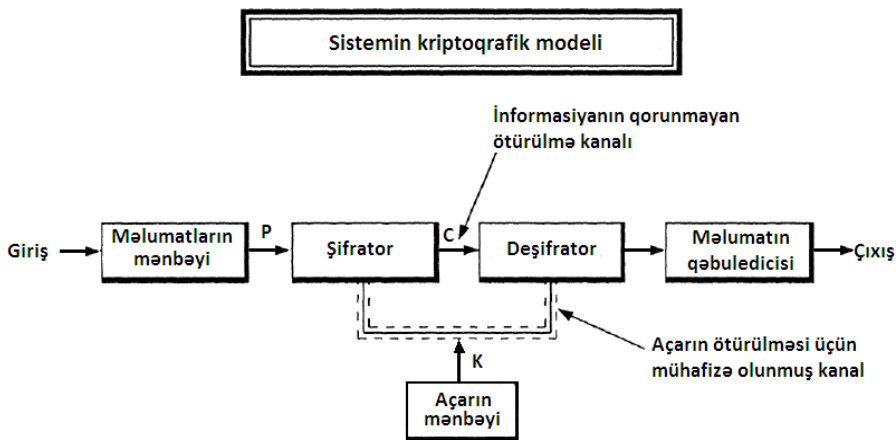 Sistemin kriptoqrafik modeli
İnformasiyanın qorunmayan
ötürülmə kanalı
Giriş
Məlumatların
mənbəyi
P
Şifrator
C
Deşifrator
Məlumatın
qəbuledicisi
Çıxış
Açarın ötürülməsi üçün
mühafizə olunmuş kanal
K
Açarın
mənbəyi